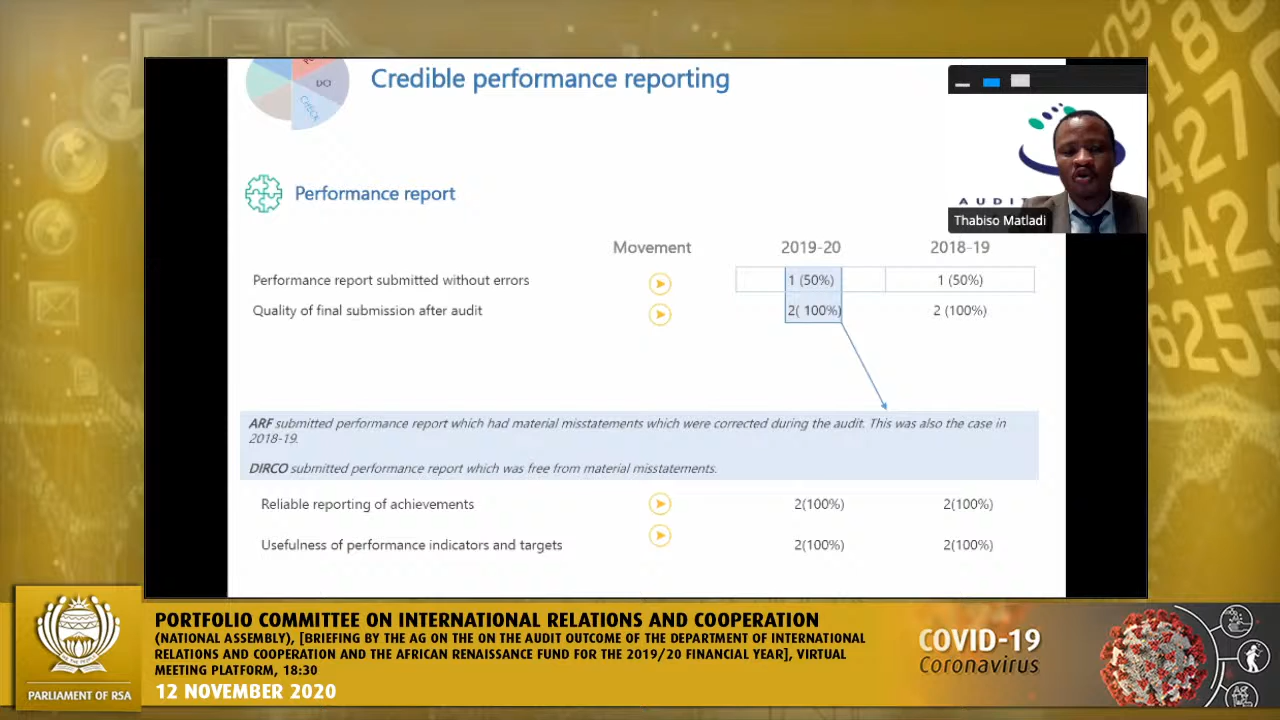 DO
CHECK
Credible performance reporting
AUDIT
Thabiso Matladi
Performance report
Movement 2019-20 2018-19
Performance report submitted without errors 1 (50%) 1 (50%)
Quality of final submission after audit 2( 100%) 2 (100%)
ARF submitted performance report which had material misstatements which were corrected during the audit. This was also the case in
2018-19.
DIRCO submitted performance report which was free from material misstatements.
Reliable reporting of achievements 2(100%) 2(100%)
Usefulness of performance indicators and targets 2(100%) 2(100%)
PARLIAMENT OF RSA
PORTFOLIO COMMITTEE ON INTERNATIONAL RELATIONS AND COOPERATION
(NATIONAL ASSEMBLY), [BRIEFING BY THE AG ON THE ON THE AUDIT OUTCOME OF THE DEPARTMENT OF INTERNATIONAL
RELATIONS AND COOPERATION AND THE AFRICAN RENAISSANCE FUND FOR THE 2019/20 FINANCIAL YEAR], VIRTUAL
MEETING PLATFORM, 18:30
12 NOVEMBER 2020
COVID-19
Coronavirus